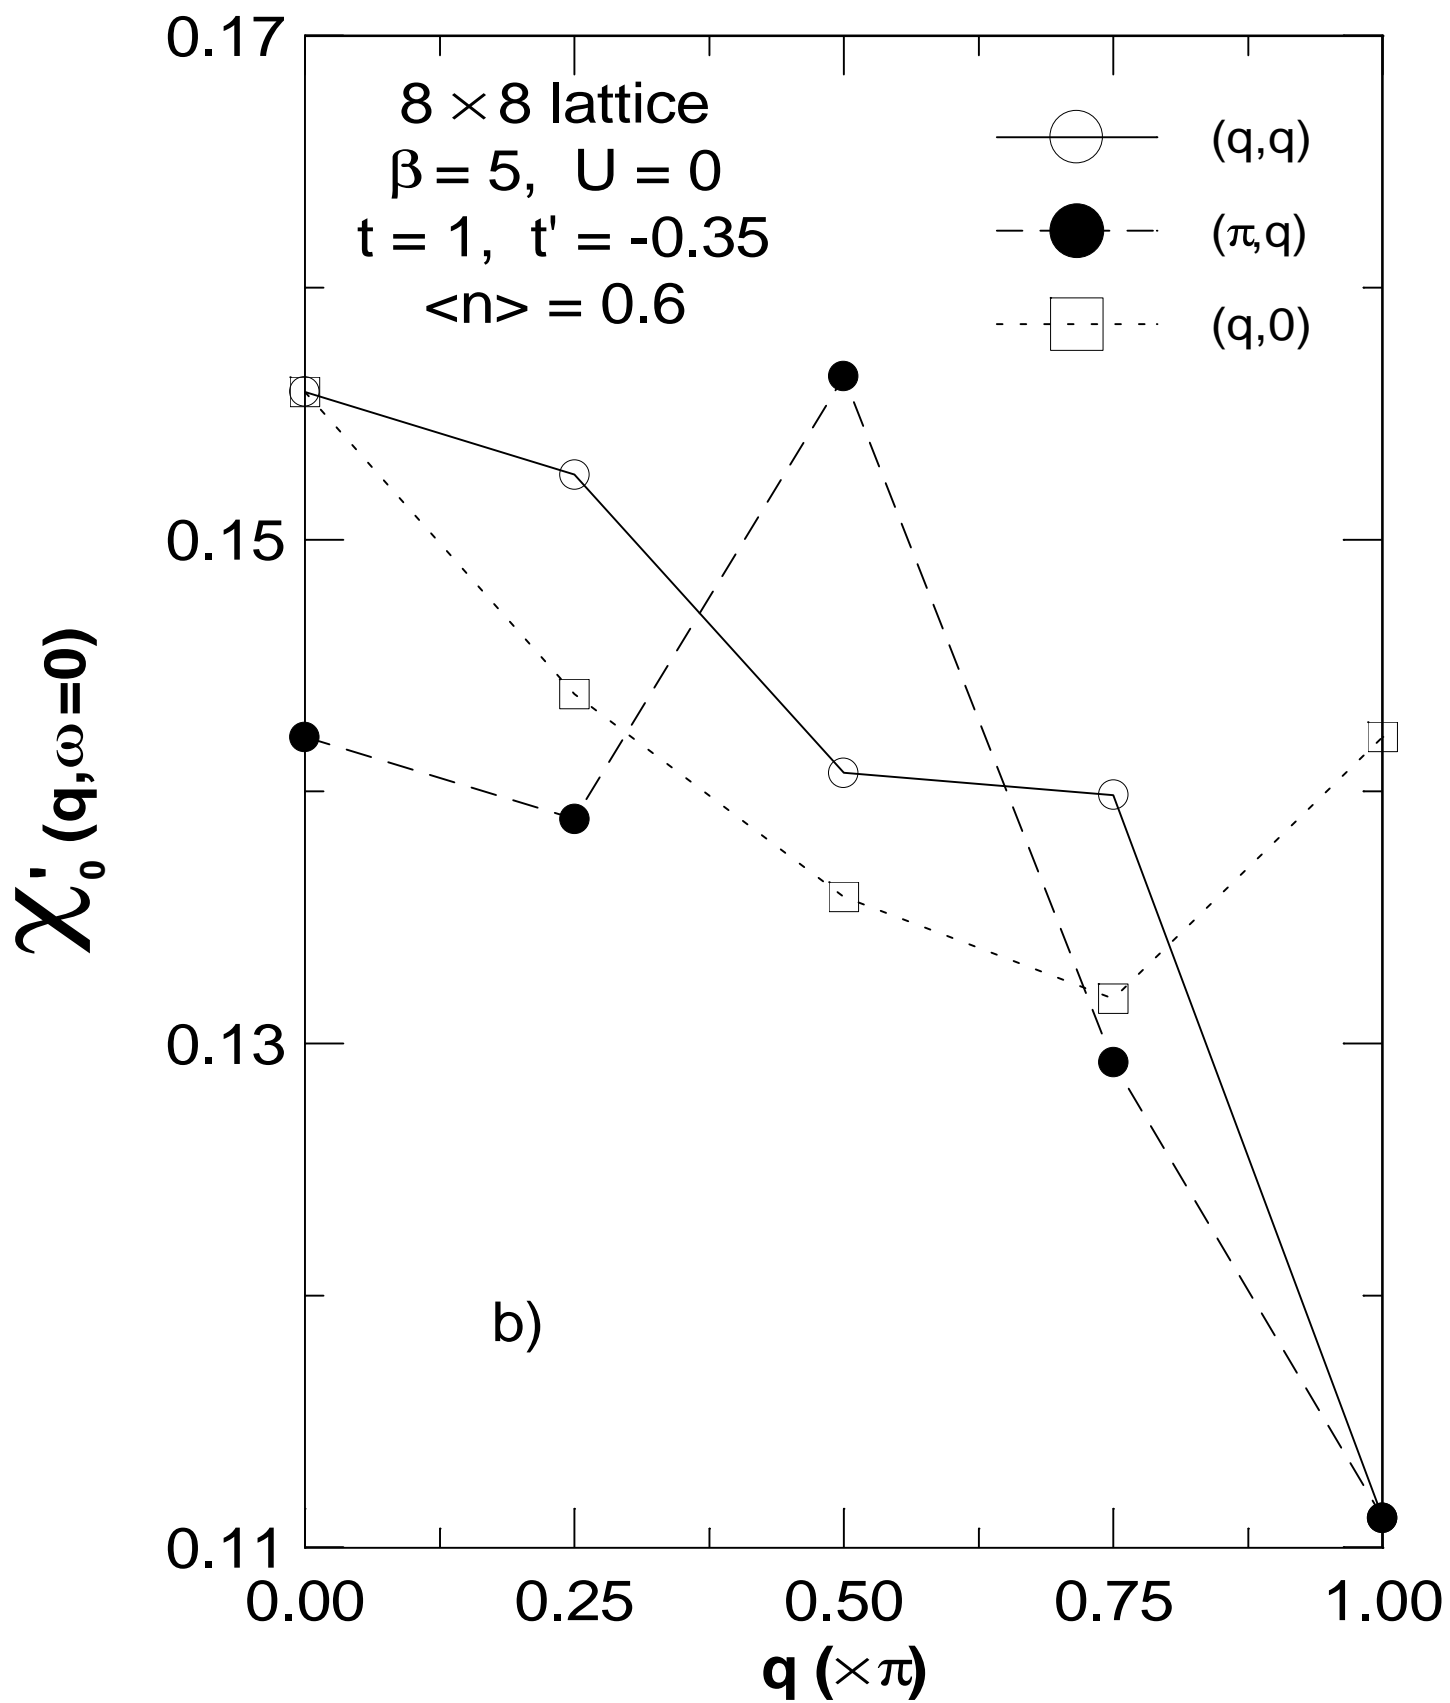 0.17
0.15
0.13
0.11
8 × 8 lattice
β = 5, U = 0
t = 1, t' = -0.35
<n> = 0.6
(q,q)
(π,q)
(q,0)
χ'₀ (q,ω=0)
b)
0.00 0.25 0.50 0.75 1.00
q (×π)